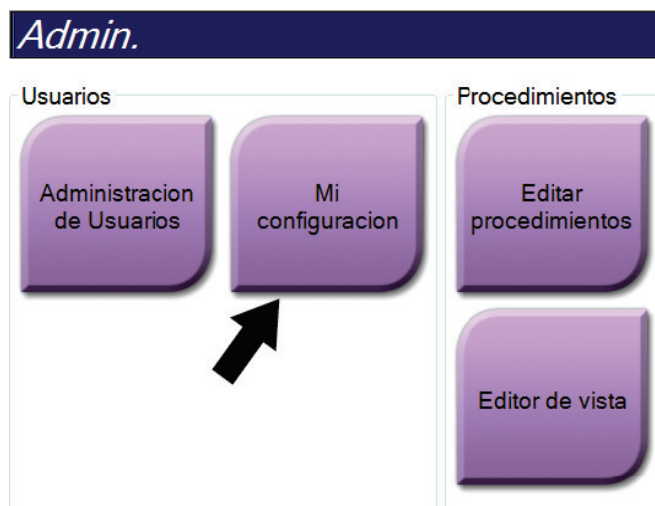 Admin.
Usuarios
Administracion
de Usuarios
Mi
configuracion
Procedimientos
Editar
procedimientos
Editor de vista